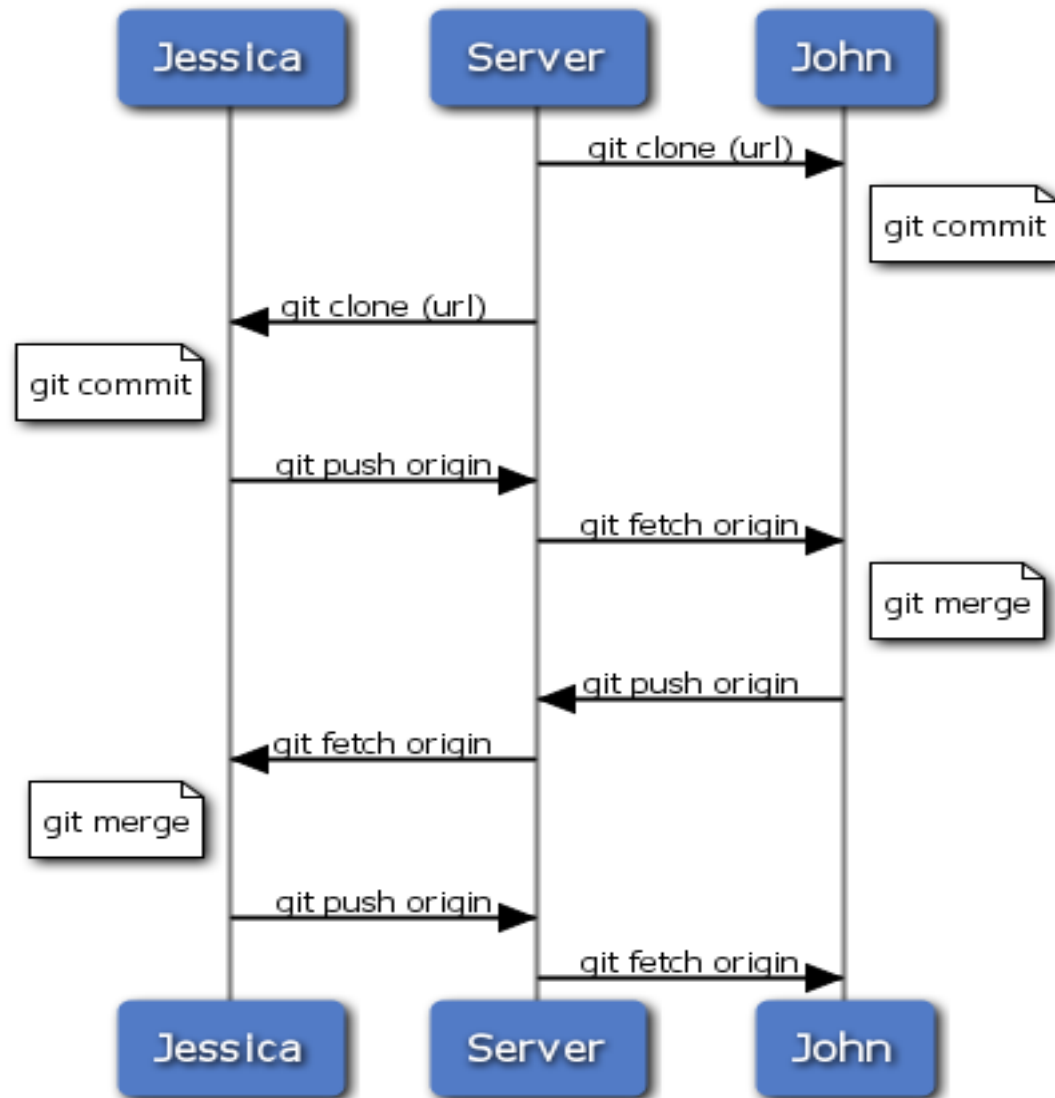 Jessica
Server
John
git clone (url)
git commit
git clone (url)
git commit
git push origin
git fetch origin
git merge
git push origin
git fetch origin
git merge
git push origin
git fetch origin
Jessica
Server
John